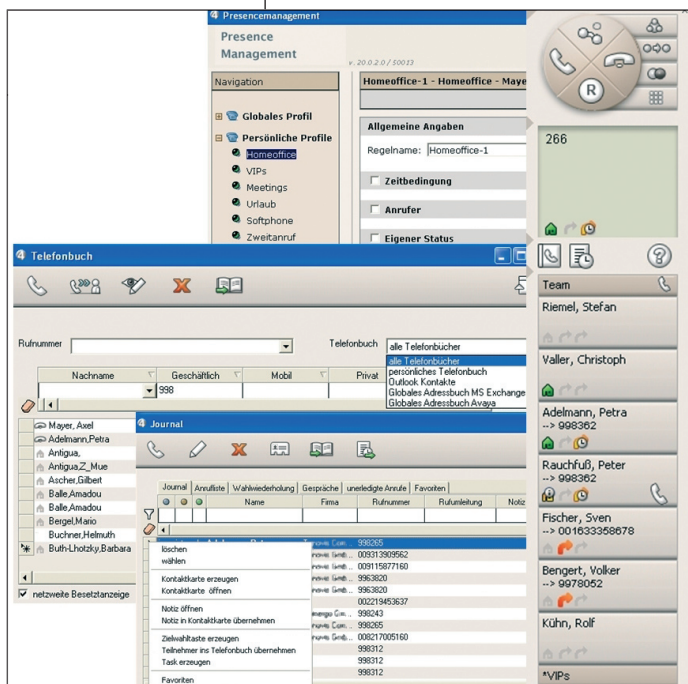 Presencemanagement
Presence
Management
v. 20.0.2.0 / 50013
Navigation
Globales Profil
Persönliche Profile
Homeoffice
VIPs
Meetings
Urlaub
Softphone
Zweitanruf
Homeoffice-1 - Homeoffice - Maye
Allgemeine Angaben
Regelname: Homeoffice-1
Zeitbedingung
Anrufer
Eigener Status
R
266
Team
Riemel, Stefan
Valler, Christoph
Adelmann, Petra
--> 998362
Rauchfuß, Peter
--> 998362
Fischer, Sven
--> 001633358678
Bengert, Volker
--> 9978052
Kühn, Rolf
*VIPs
Telefonbuch
Rufnummer
Telefonbuch alle Telefonbücher
alle Telefonbücher
persönliches Telefonbuch
Outlook Kontakte
Globales Adressbuch MS Exchange
Globales Adressbuch Avaya
Nachname Geschäftlich Mobil Privat
998
Mayer, Axel
Adelmann,Petra
Antigua,
Antigua,Z_Mue
Ascher,Gilbert
Balle,Amadou
Balle,Amadou
Bergel,Mario
Buchner,Helmuth
Buth-Lhotzky,Barbara
netzweite Besetztanzeige
Journal
Journal Anrufliste Wahlwiederholung Gespräche unerledigte Anrufe Favoriten
Name Firma Rufnummer Rufumleitung Notiz
998265
009313909562
009115877160
9963820
9963820
002219453637
998243
998265
008217005160
998312
998312
998312
löschen
wählen
Kontaktkarte erzeugen
Kontaktkarte öffnen
Notiz öffnen
Notiz in Kontaktkarte übernehmen
Zielwahltaste erzeugen
Teilnehmer ins Telefonbuch übernehmen
Task erzeugen
Favoriten